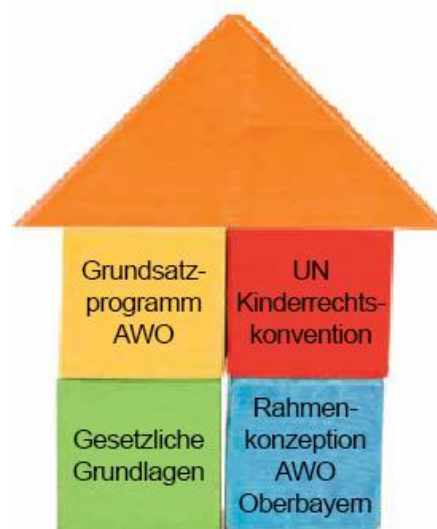 Grundsatz-
programm
AWO
UN
Kinderrechts-
konvention
Gesetzliche
Grundlagen
Rahmen-
konzeption
AWO
Oberbayern